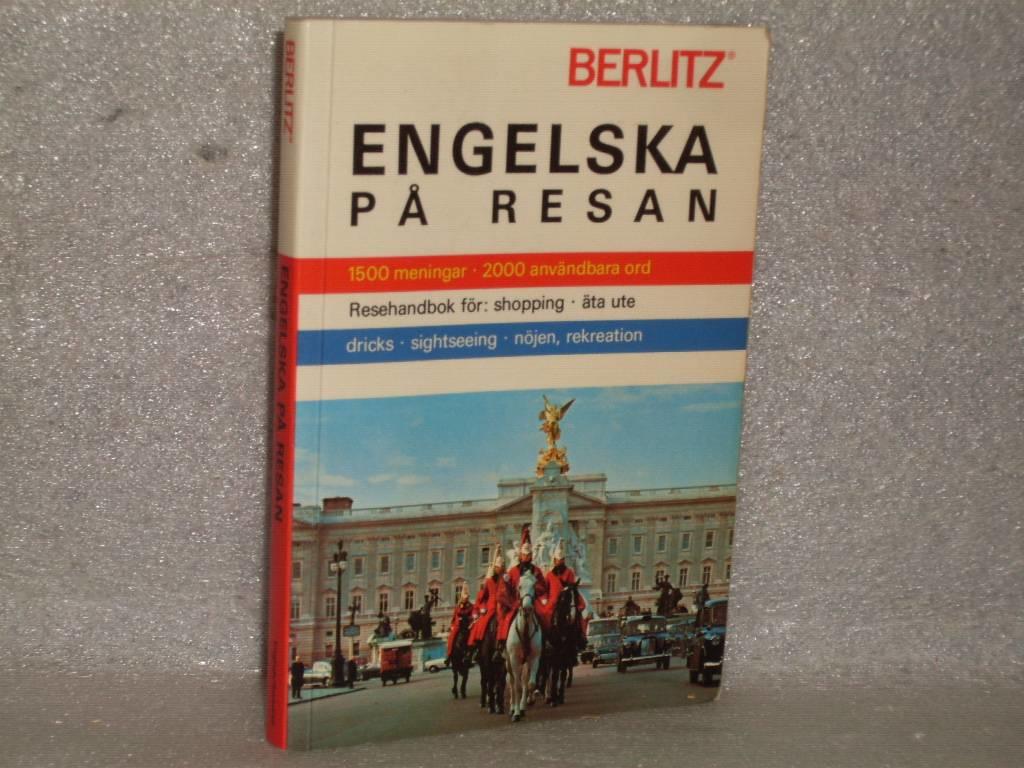 BERLITZ®
ENGELSKA
PÅ RESAN
1500 meningar · 2000 användbara ord
Resehandbok för: shopping · äta ute
dricks · sightseeing · nöjen, rekreation
BERLITZ®
ENGELSKA PÅ RESAN